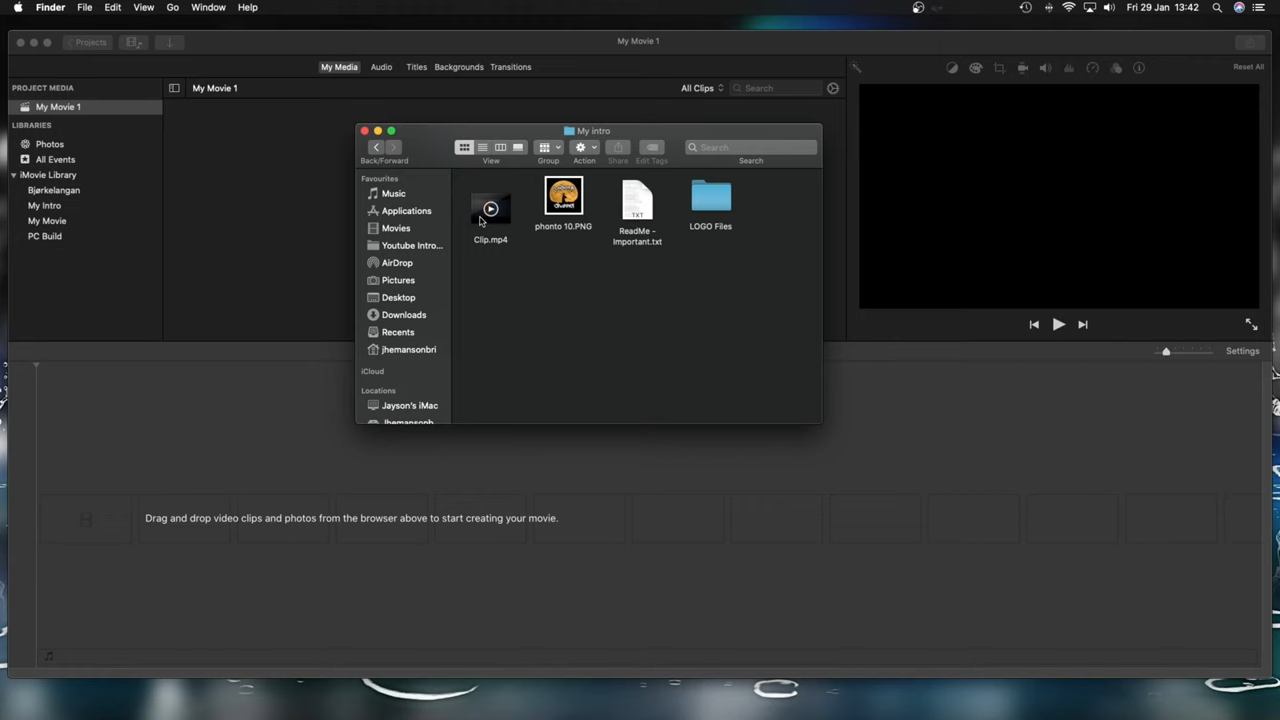 Finder File Edit View Go Window Help Fri 29 Jan 13:42
Projects My Movie 1
My Media Audio Titles Backgrounds Transitions Reset All
PROJECT MEDIA
My Movie 1
LIBRARIES
Photos
All Events
iMovie Library
Bjørkelangan
My Intro
My Movie
PC Build
My Movie 1 All Clips Search
My intro
Back/Forward View Group Action Share Edit Tags Search
Search
Favourites
Music
Applications
Movies
Youtube Intro...
AirDrop
Pictures
Desktop
Downloads
Recents
jhemansonbri
iCloud
Locations
Jayson's iMac
Clip.mp4
phonto 10.PNG
TXT
ReadMe -
Important.txt
LOGO Files
Settings
Drag and drop video clips and photos from the browser above to start creating your movie.